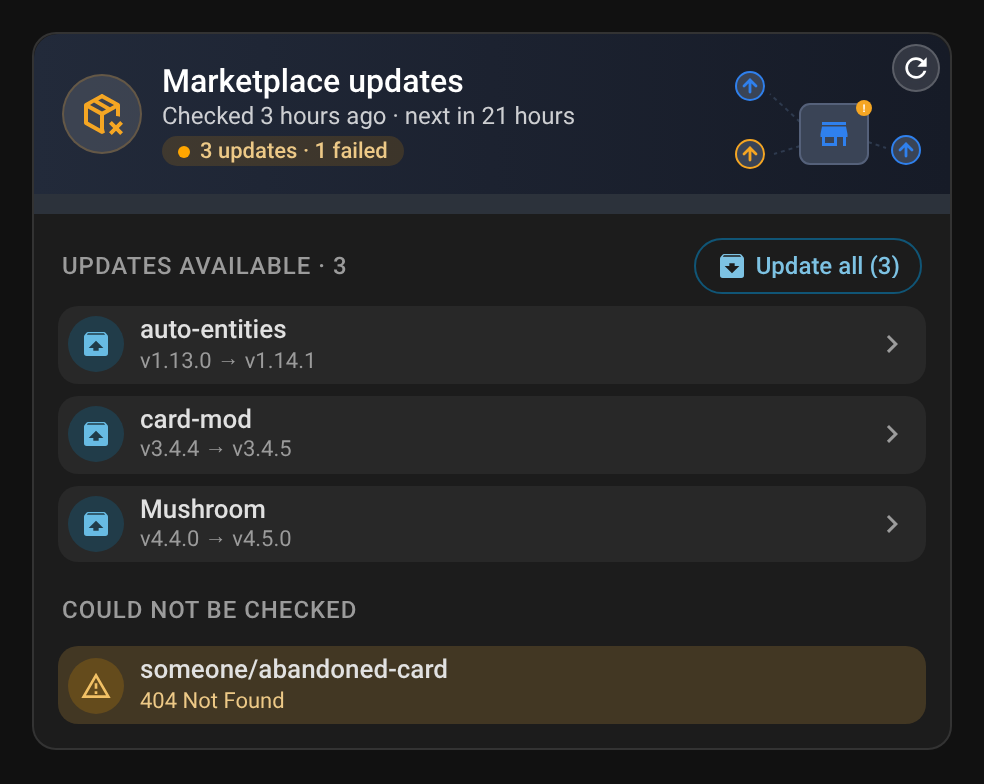 Marketplace updates
Checked 3 hours ago · next in 21 hours
3 updates · 1 failed
UPDATES AVAILABLE · 3
Update all (3)
auto-entities
v1.13.0 → v1.14.1
card-mod
v3.4.4 → v3.4.5
Mushroom
v4.4.0 → v4.5.0
COULD NOT BE CHECKED
someone/abandoned-card
404 Not Found